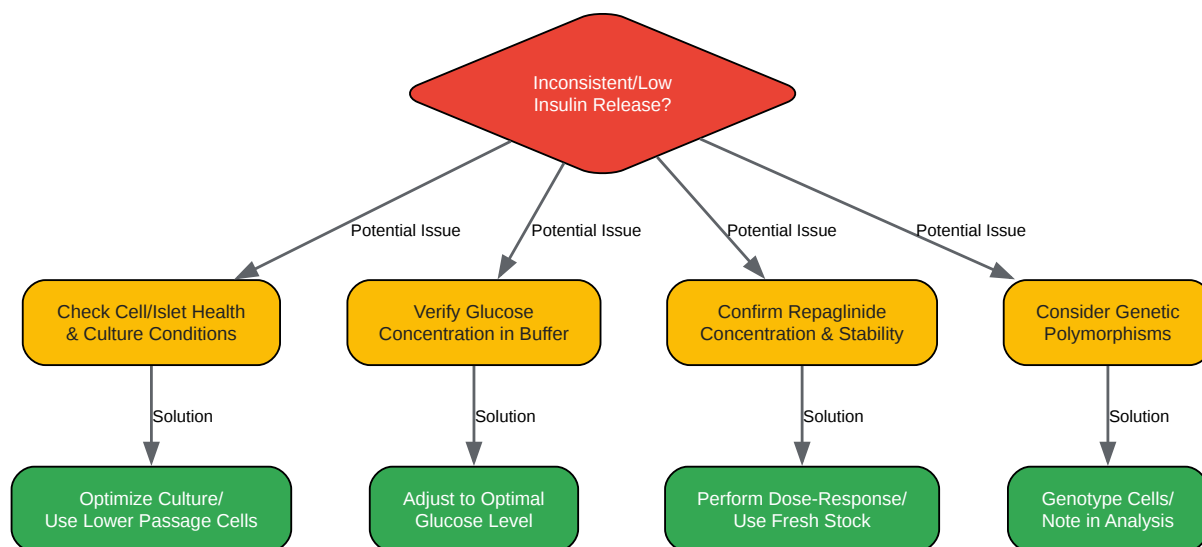 Inconsistent/Low
Insulin Release?
Potential Issue
Potential Issue
Potential Issue
Potential Issue
Check Cell/Islet Health
& Culture Conditions
Verify Glucose
Concentration in Buffer
Confirm Repaglinide
Concentration & Stability
Consider Genetic
Polymorphisms
Solution
Solution
Solution
Solution
Optimize Culture/
Use Lower Passage Cells
Adjust to Optimal
Glucose Level
Perform Dose-Response/
Use Fresh Stock
Genotype Cells/
Note in Analysis